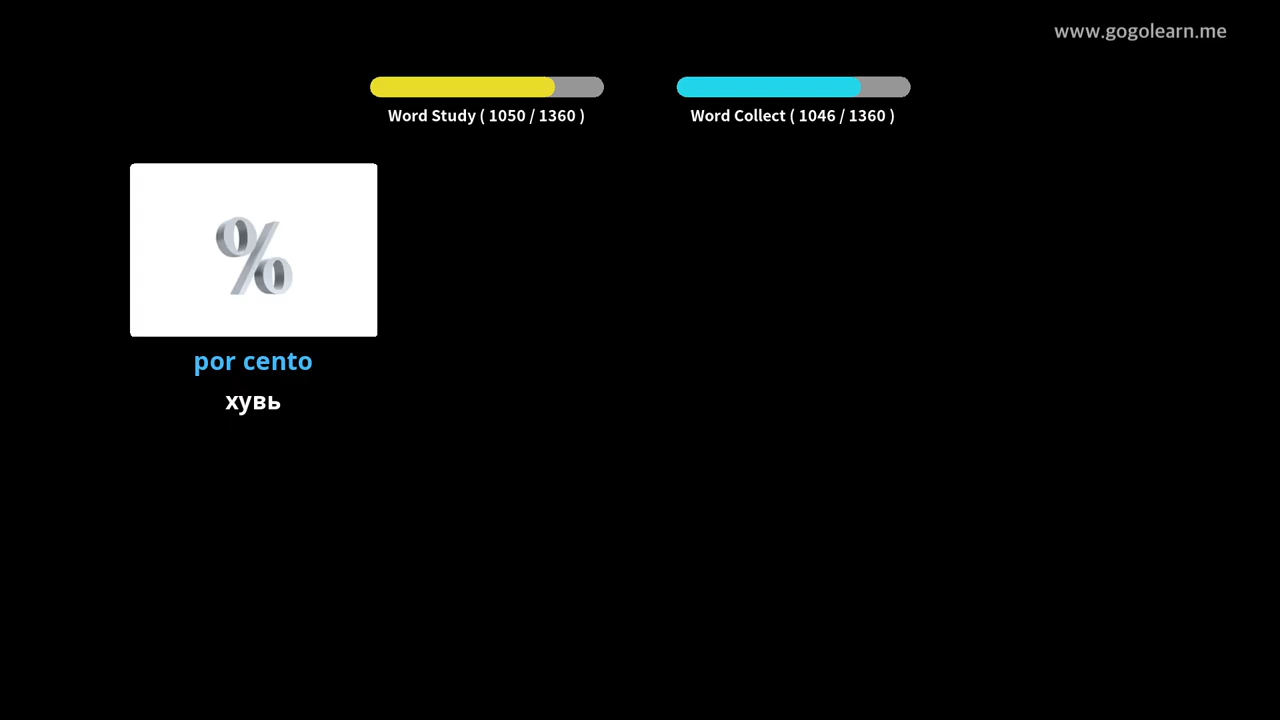 www.gogolearn.me
Word Study ( 1050 / 1360 )
Word Collect ( 1046 / 1360 )
%
por cento
хувь